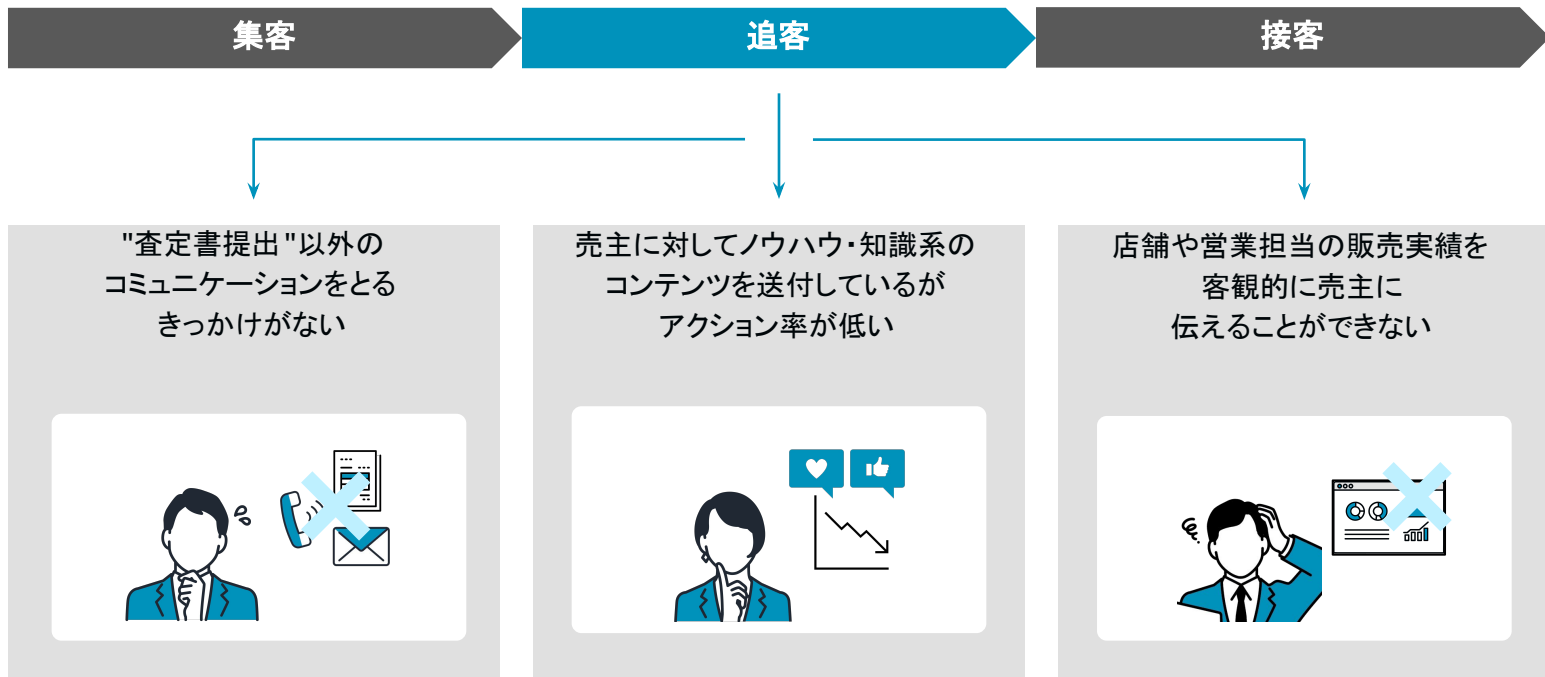 集客
追客
接客
"査定書提出"以外の
コミュニケーションをとる
きっかけがない
売主に対してノウハウ・知識系の
コンテンツを送付しているが
アクション率が低い
店舗や営業担当の販売実績を
客観的に売主に
伝えることができない